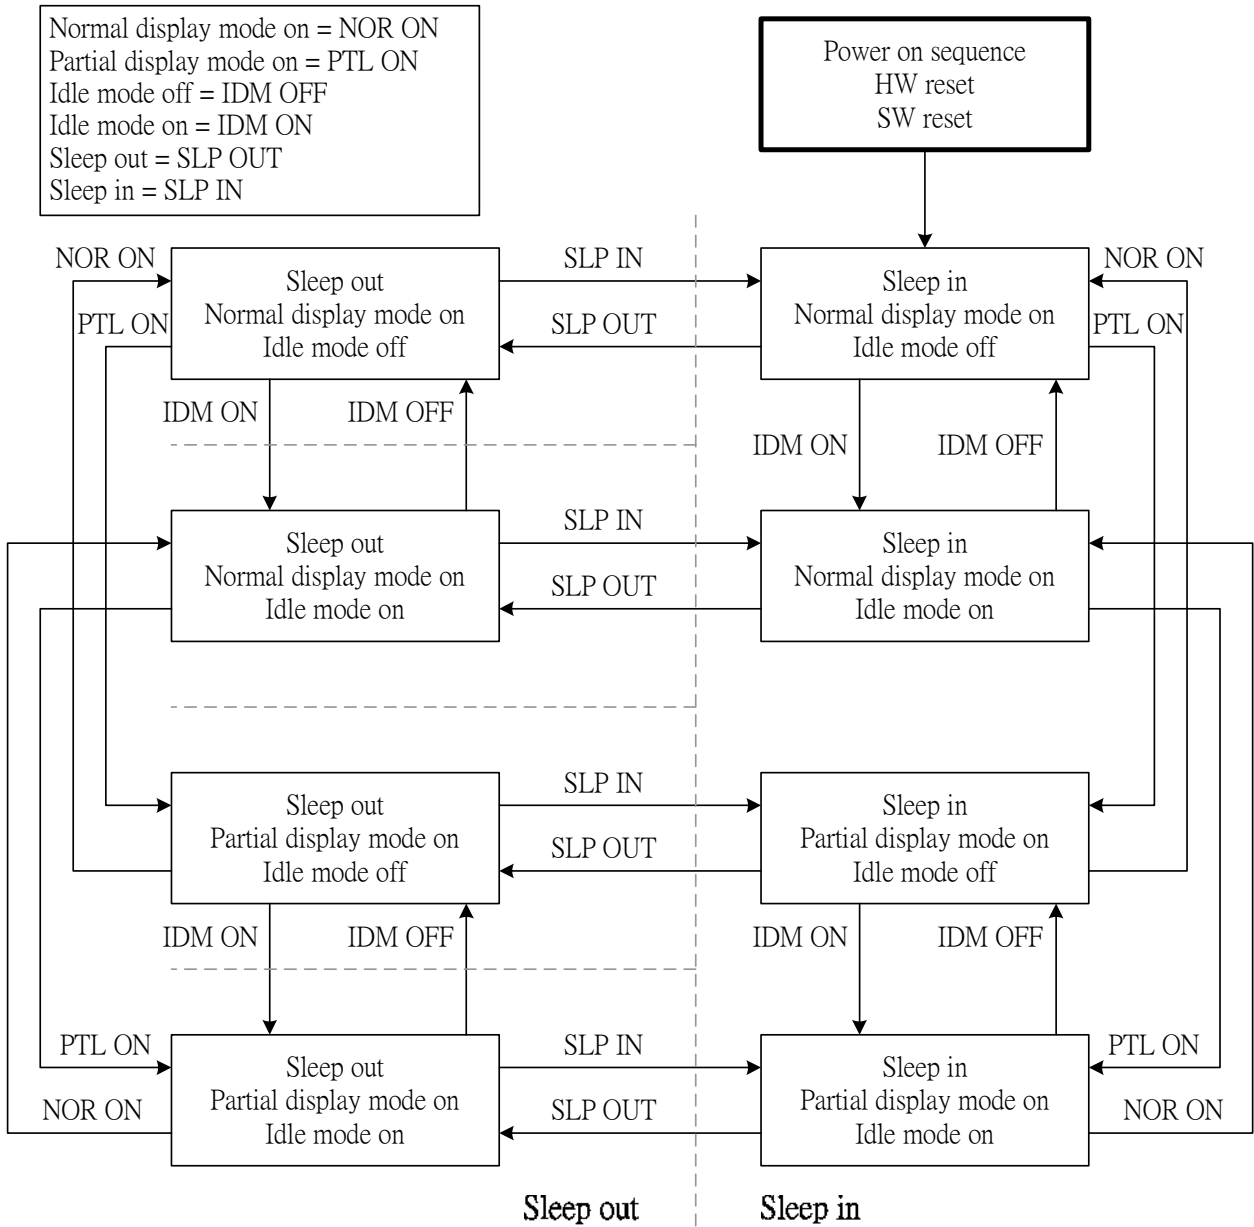 Normal display mode on = NOR ON
Partial display mode on = PTL ON
Idle mode off = IDM OFF
Idle mode on = IDM ON
Sleep out = SLP OUT
Sleep in = SLP IN
Power on sequence
HW reset
SW reset
NOR ON
PTL ON
Sleep out
Normal display mode on
Idle mode off
SLP IN
SLP OUT
Sleep in
Normal display mode on
Idle mode off
NOR ON
PTL ON
IDM ON
IDM OFF
IDM ON
IDM OFF
Sleep out
Normal display mode on
Idle mode on
SLP IN
SLP OUT
Sleep in
Normal display mode on
Idle mode on
Sleep out
Partial display mode on
Idle mode off
SLP IN
SLP OUT
Sleep in
Partial display mode on
Idle mode off
IDM ON
IDM OFF
IDM ON
IDM OFF
PTL ON
NOR ON
Sleep out
Partial display mode on
Idle mode on
SLP IN
SLP OUT
Sleep in
Partial display mode on
Idle mode on
PTL ON
NOR ON
Sleep out
Sleep in